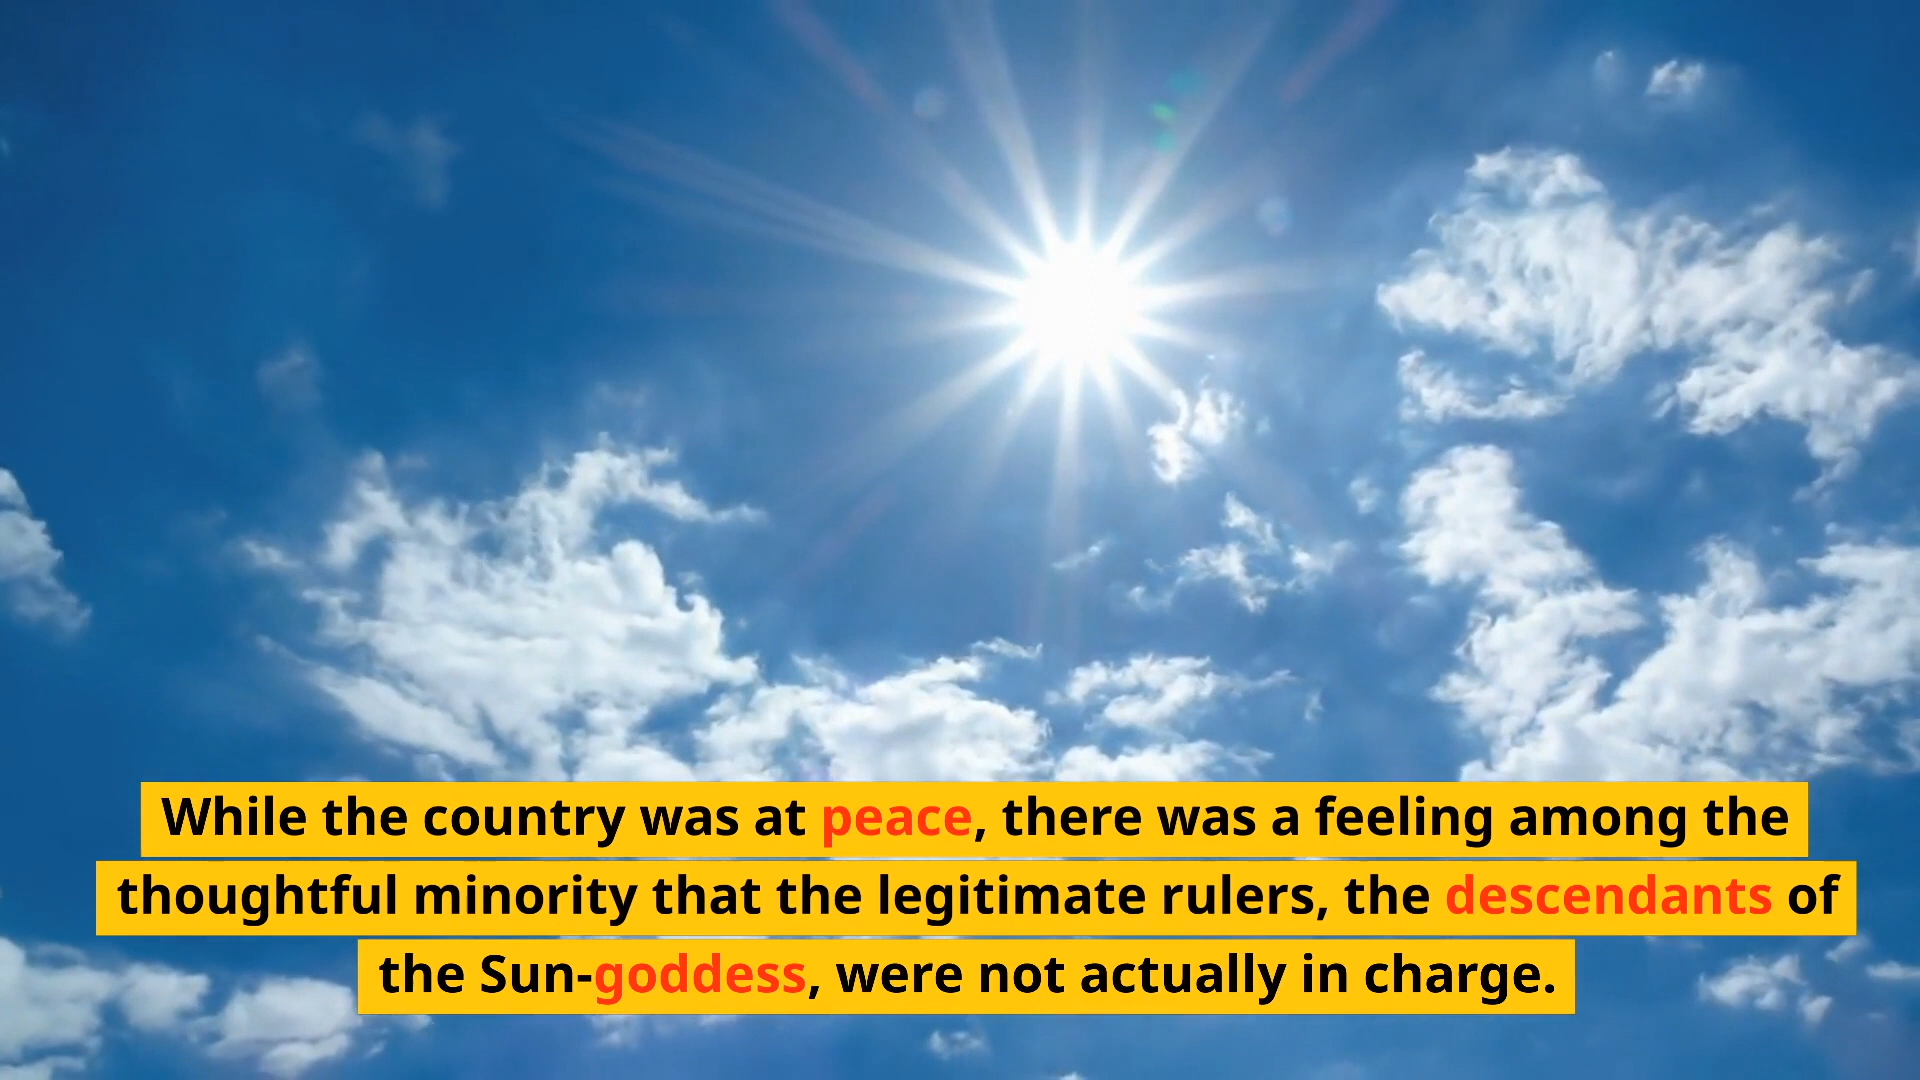 While the country was at peace, there was a feeling among the
thoughtful minority that the legitimate rulers, the descendants of
the Sun-goddess, were not actually in charge.